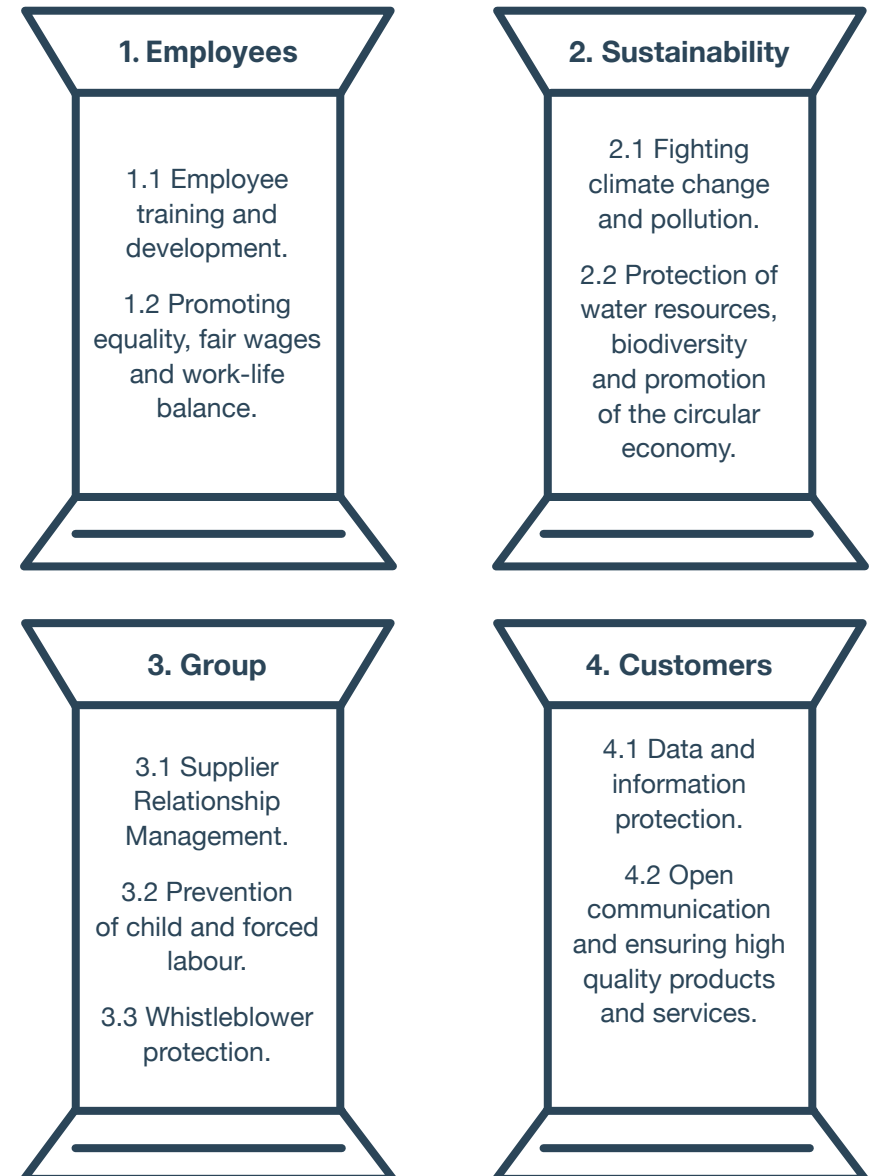 1. Employees
1.1 Employee
training and
development.
1.2 Promoting
equality, fair wages
and work-life
balance.
2. Sustainability
2.1 Fighting
climate change
and pollution.
2.2 Protection of
water resources,
biodiversity
and promotion
of the circular
economy.
3. Group
3.1 Supplier
Relationship
Management.
3.2 Prevention
of child and forced
labour.
3.3 Whistleblower
protection.
4. Customers
4.1 Data and
information
protection.
4.2 Open
communication
and ensuring high
quality products
and services.